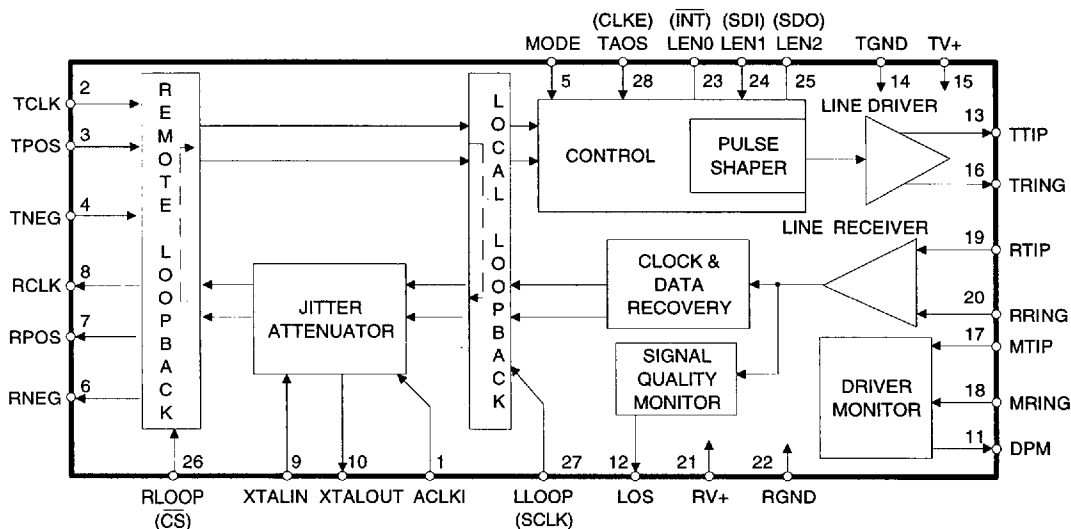 (CLKE) (INT) (SDI) (SDO)
MODE TAOS LEN0 LEN1 LEN2 TGND TV+
5 28 23 24 25 14 15
2
TCLK
3
TPOS
4
TNEG
8
RCLK
7
RPOS
6
RNEG
REMOTE LOOPBACK
LOCAL LOOPBACK
CONTROL
PULSE
SHAPER
LINE DRIVER
13
TTIP
16
TRING
LINE RECEIVER
19
RTIP
20
RRING
17
MTIP
18
MRING
11
DPM
JITTER
ATTENUATOR
CLOCK &
DATA
RECOVERY
SIGNAL
QUALITY
MONITOR
DRIVER
MONITOR
26 9 10 1 27 12 21 22
RLOOP XTALIN XTALOUT ACLKI LLOOP LOS RV+ RGND
(CS) (SCLK)